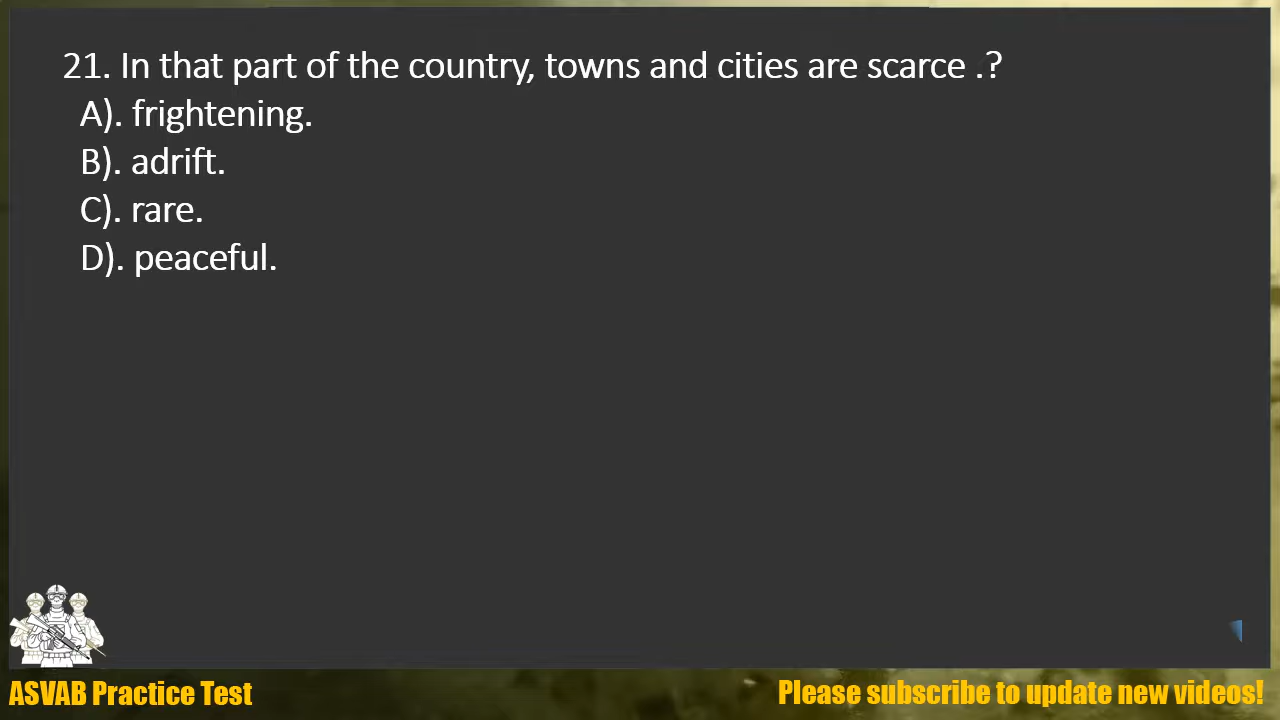 21. In that part of the country, towns and cities are scarce .?
A). frightening.
B). adrift.
C). rare.
D). peaceful.
ASVAB Practice Test
Please subscribe to update new videos!